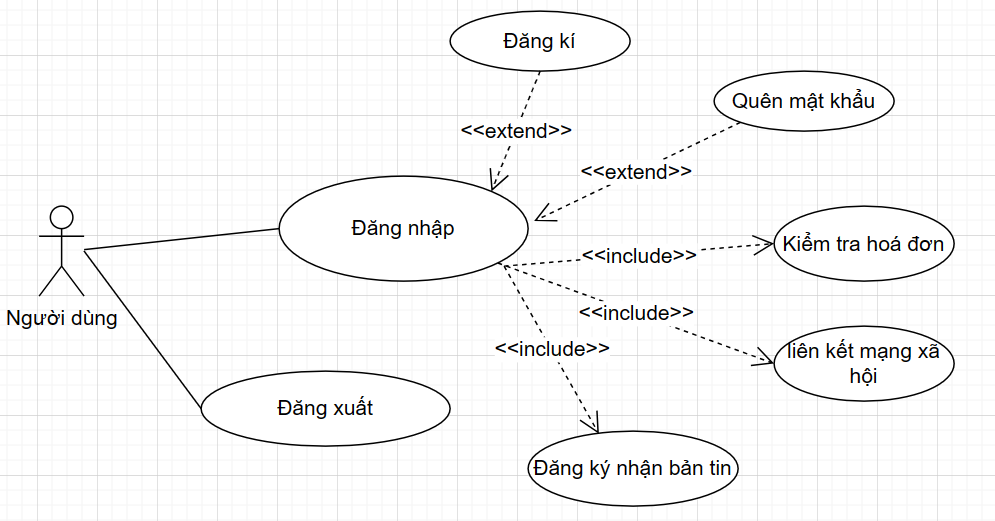 Đăng kí
Quên mật khẩu
<<extend>>
<<extend>>
Đăng nhập
Kiểm tra hoá đơn
<<include>>
Người dùng
<<include>>
<<include>>
liên kết mạng xã
hội
Đăng xuất
Đăng ký nhận bản tin